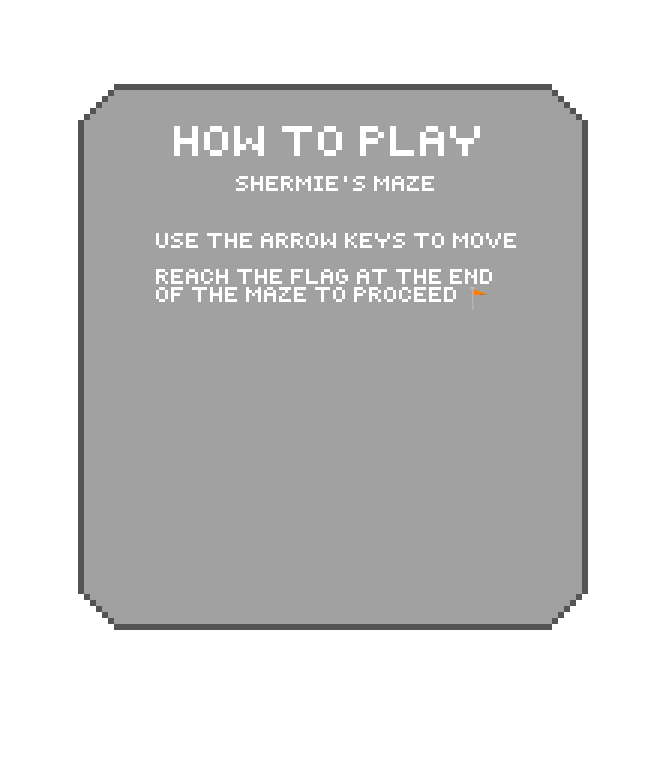 HOW TO PLAY
SHERMIE'S MAZE
USE THE ARROW KEYS TO MOVE
REACH THE FLAG AT THE END
OF THE MAZE TO PROCEED